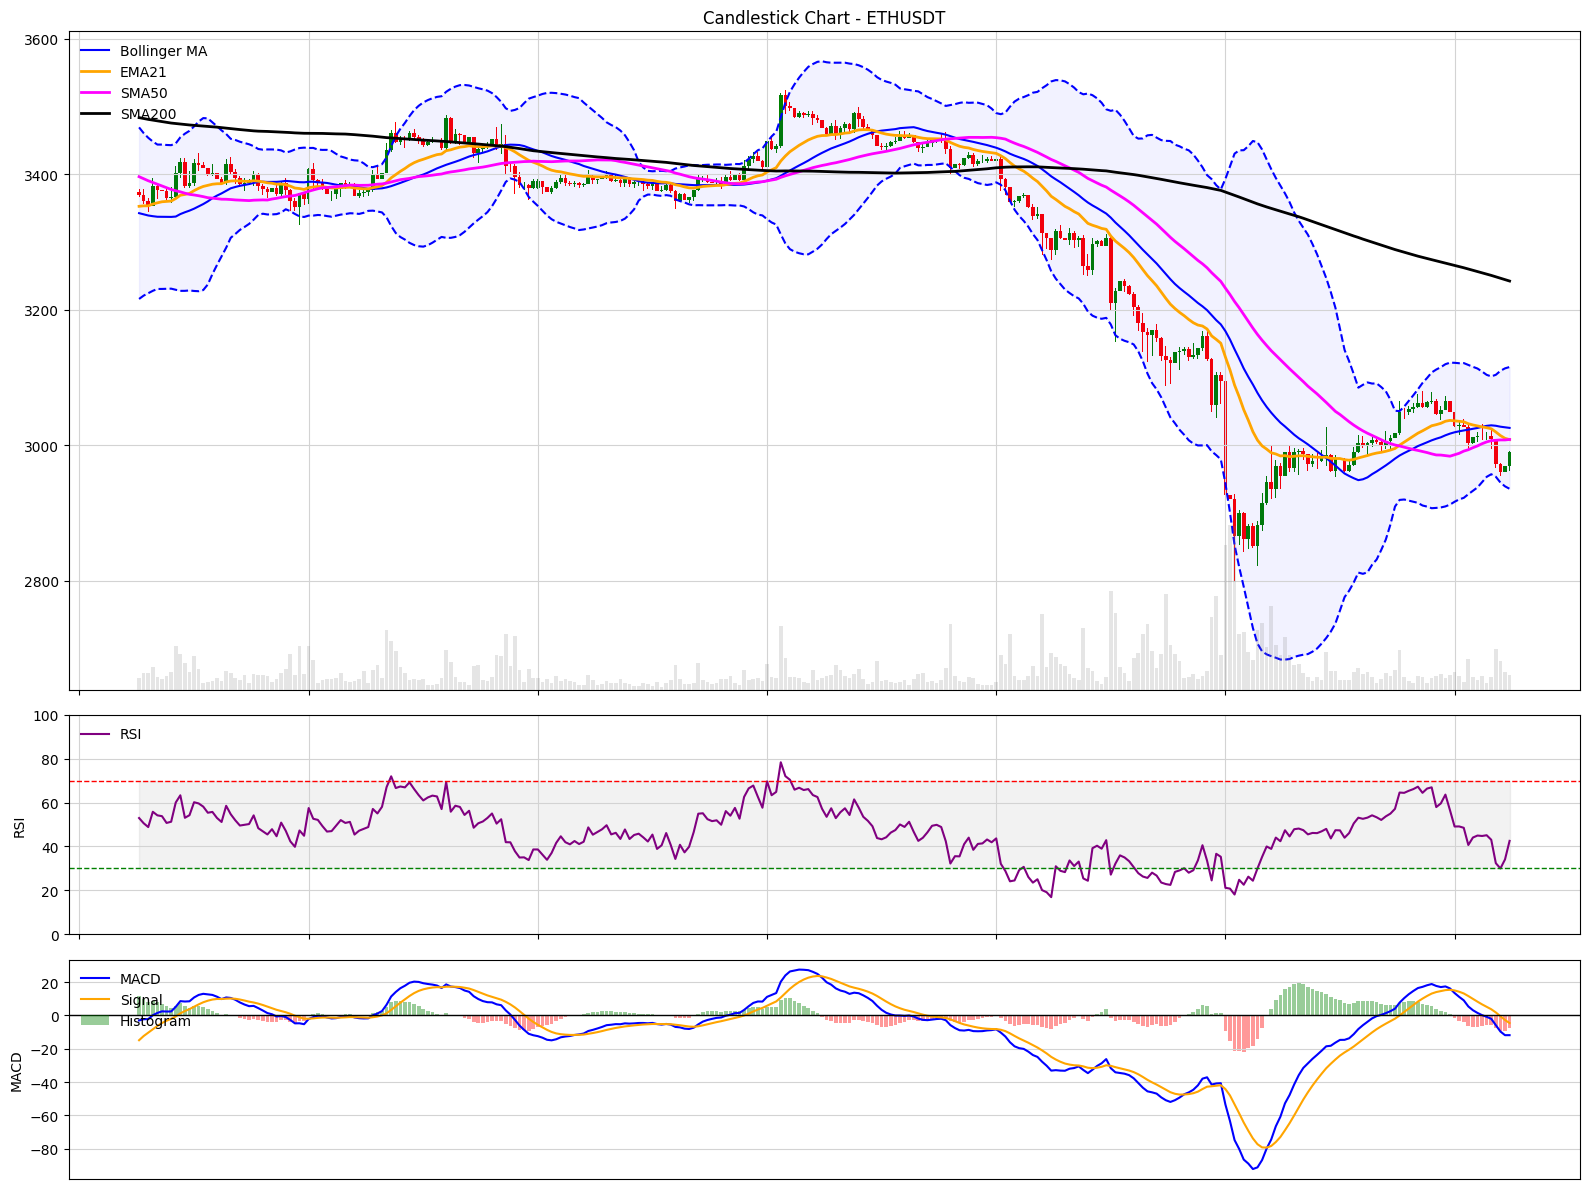 Candlestick Chart - ETHUSDT
3600
3400
3200
3000
2800
Bollinger MA
EMA21
SMA50
SMA200
100
80
60
40
20
0
RSI
RSI
20
0
−20
−40
−60
−80
MACD
MACD
Signal
Histogram